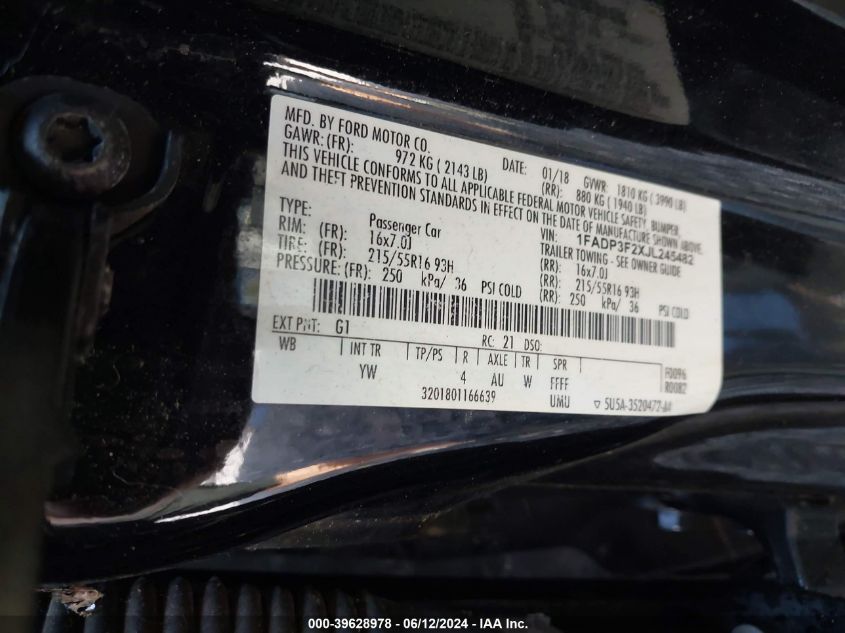 MFD. BY FORD MOTOR CO. DATE: 01/18 GVWR: 1810 KG ( 3990 LB)
GAWR: (FR): 972 KG ( 2143 LB) (RR): 880 KG ( 1940 LB)
THIS VEHICLE CONFORMS TO ALL APPLICABLE FEDERAL MOTOR VEHICLE SAFETY, BUMPER,
AND THEFT PREVENTION STANDARDS IN EFFECT ON THE DATE OF MANUFACTURE SHOWN ABOVE.
VIN: 1FADP3F2XJL245482
TYPE: Passenger Car TRAILER TOWING - SEE OWNER GUIDE
RIM: (FR): 16x7.0J (RR): 16x7.0J
TIRE: (FR): 215/55R16 93H (RR): 215/55R16 93H
PRESSURE: (FR): 250 kPa/ 36 PSI COLD (RR): 250 kPa/ 36 PSI COLD
EXT PNT: G1 RC: 21 DSO:
WB INT TR TP/PS R AXLE TR SPR
YW 4 AU W FFFF
F0096
R0082
3201801166639 UMU ▽ 5U5A-3520472-AA
000-39628978 - 06/12/2024 - IAA Inc.